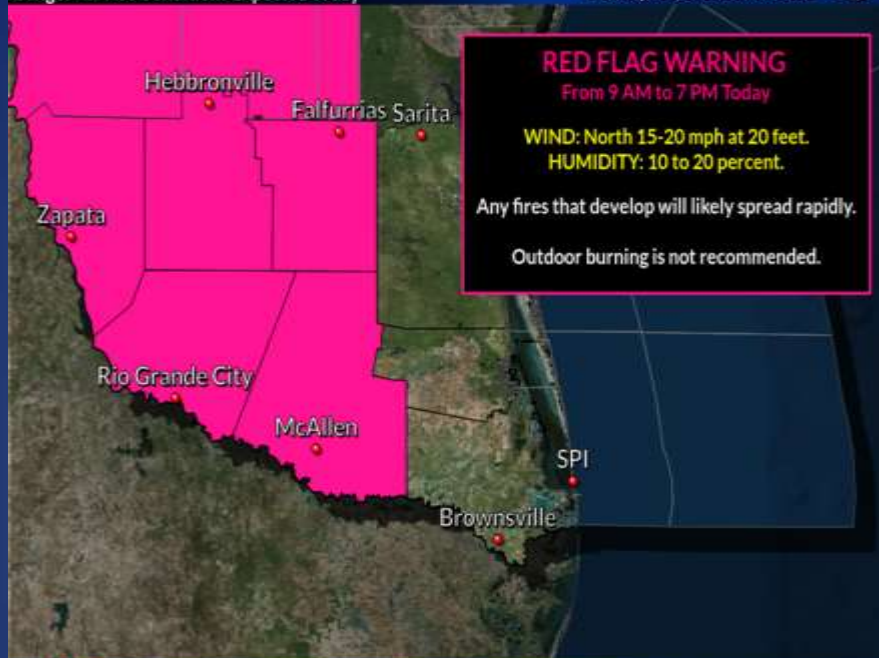 RED FLAG WARNING
From 9 AM to 7 PM Today
WIND: North 15-20 mph at 20 feet.
HUMIDITY: 10 to 20 percent.
Any fires that develop will likely spread rapidly.
Outdoor burning is not recommended.
Hebbronville
Falfurrias
Sarita
Zapata
Rio Grande City
McAllen
SPI
Brownsville